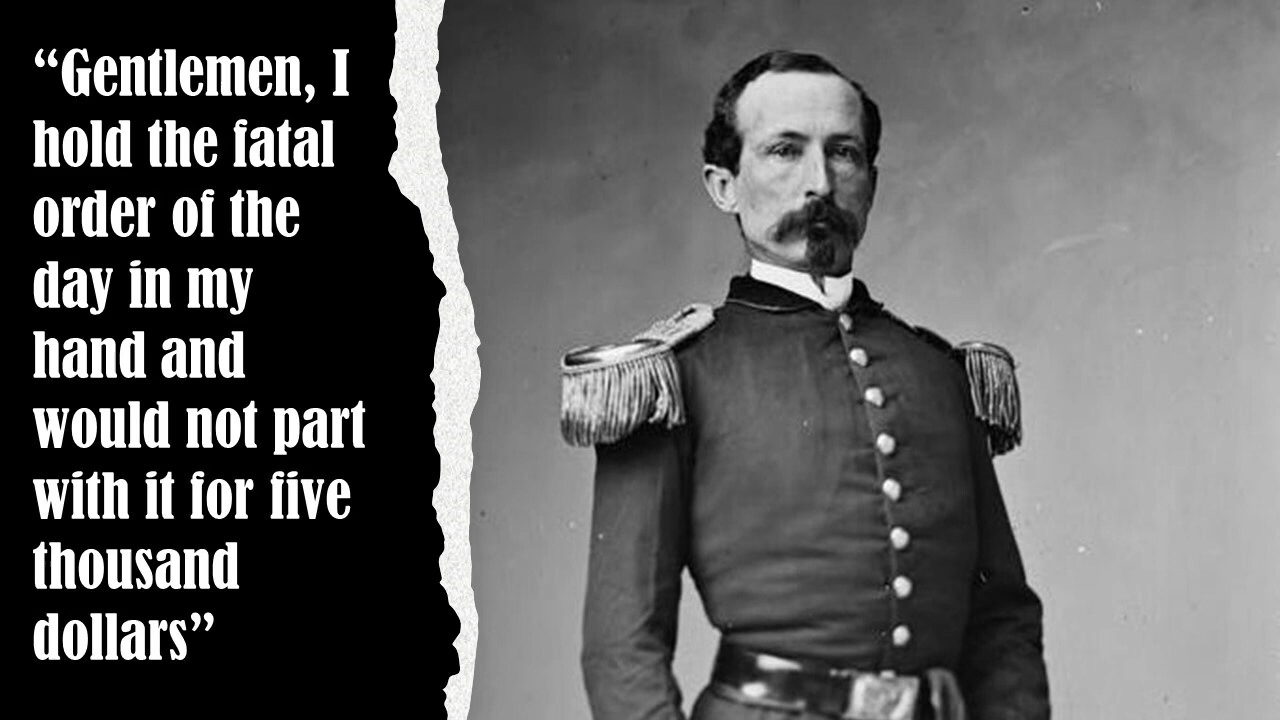 “Gentlemen, I
hold the fatal
order of the
day in my
hand and
would not part
with it for five
thousand
dollars”